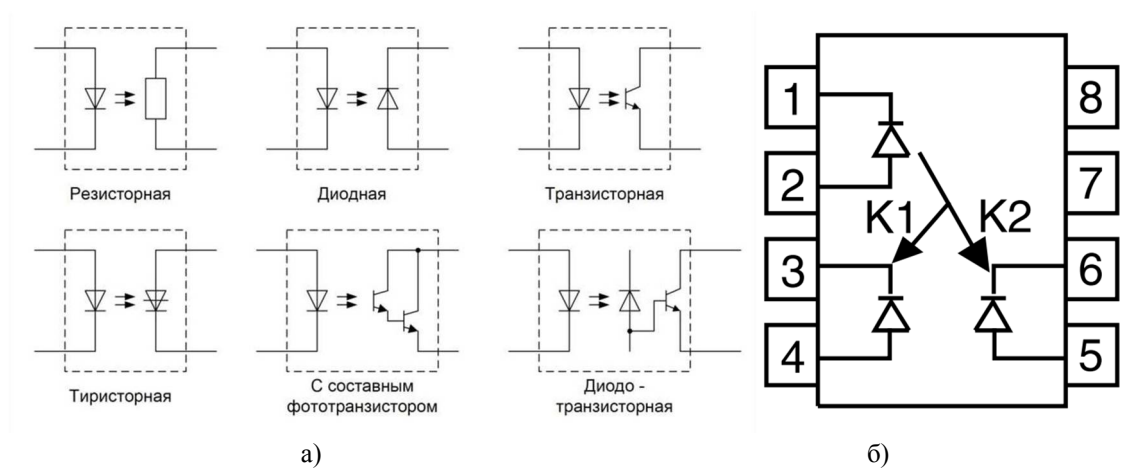 Резисторная
Диодная
Транзисторная
Тиристорная
С составным
фототранзистором
Диодо -
транзисторная
а)
1
2
3
4
8
7
6
5
K1
K2
б)